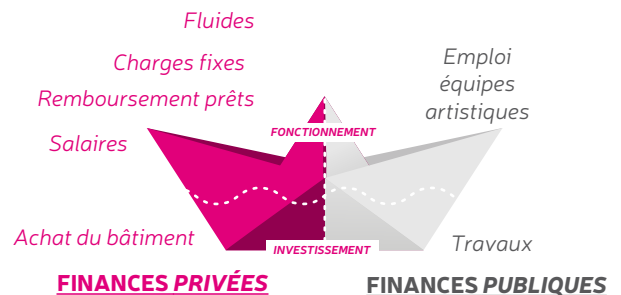 Fluides
Charges fixes
Remboursement prêts
Salaires
Achat du bâtiment
FINANCES PRIVÉES
FONCTIONNEMENT
INVESTISSEMENT
Emploi
équipes
artistiques
Travaux
FINANCES PUBLIQUES